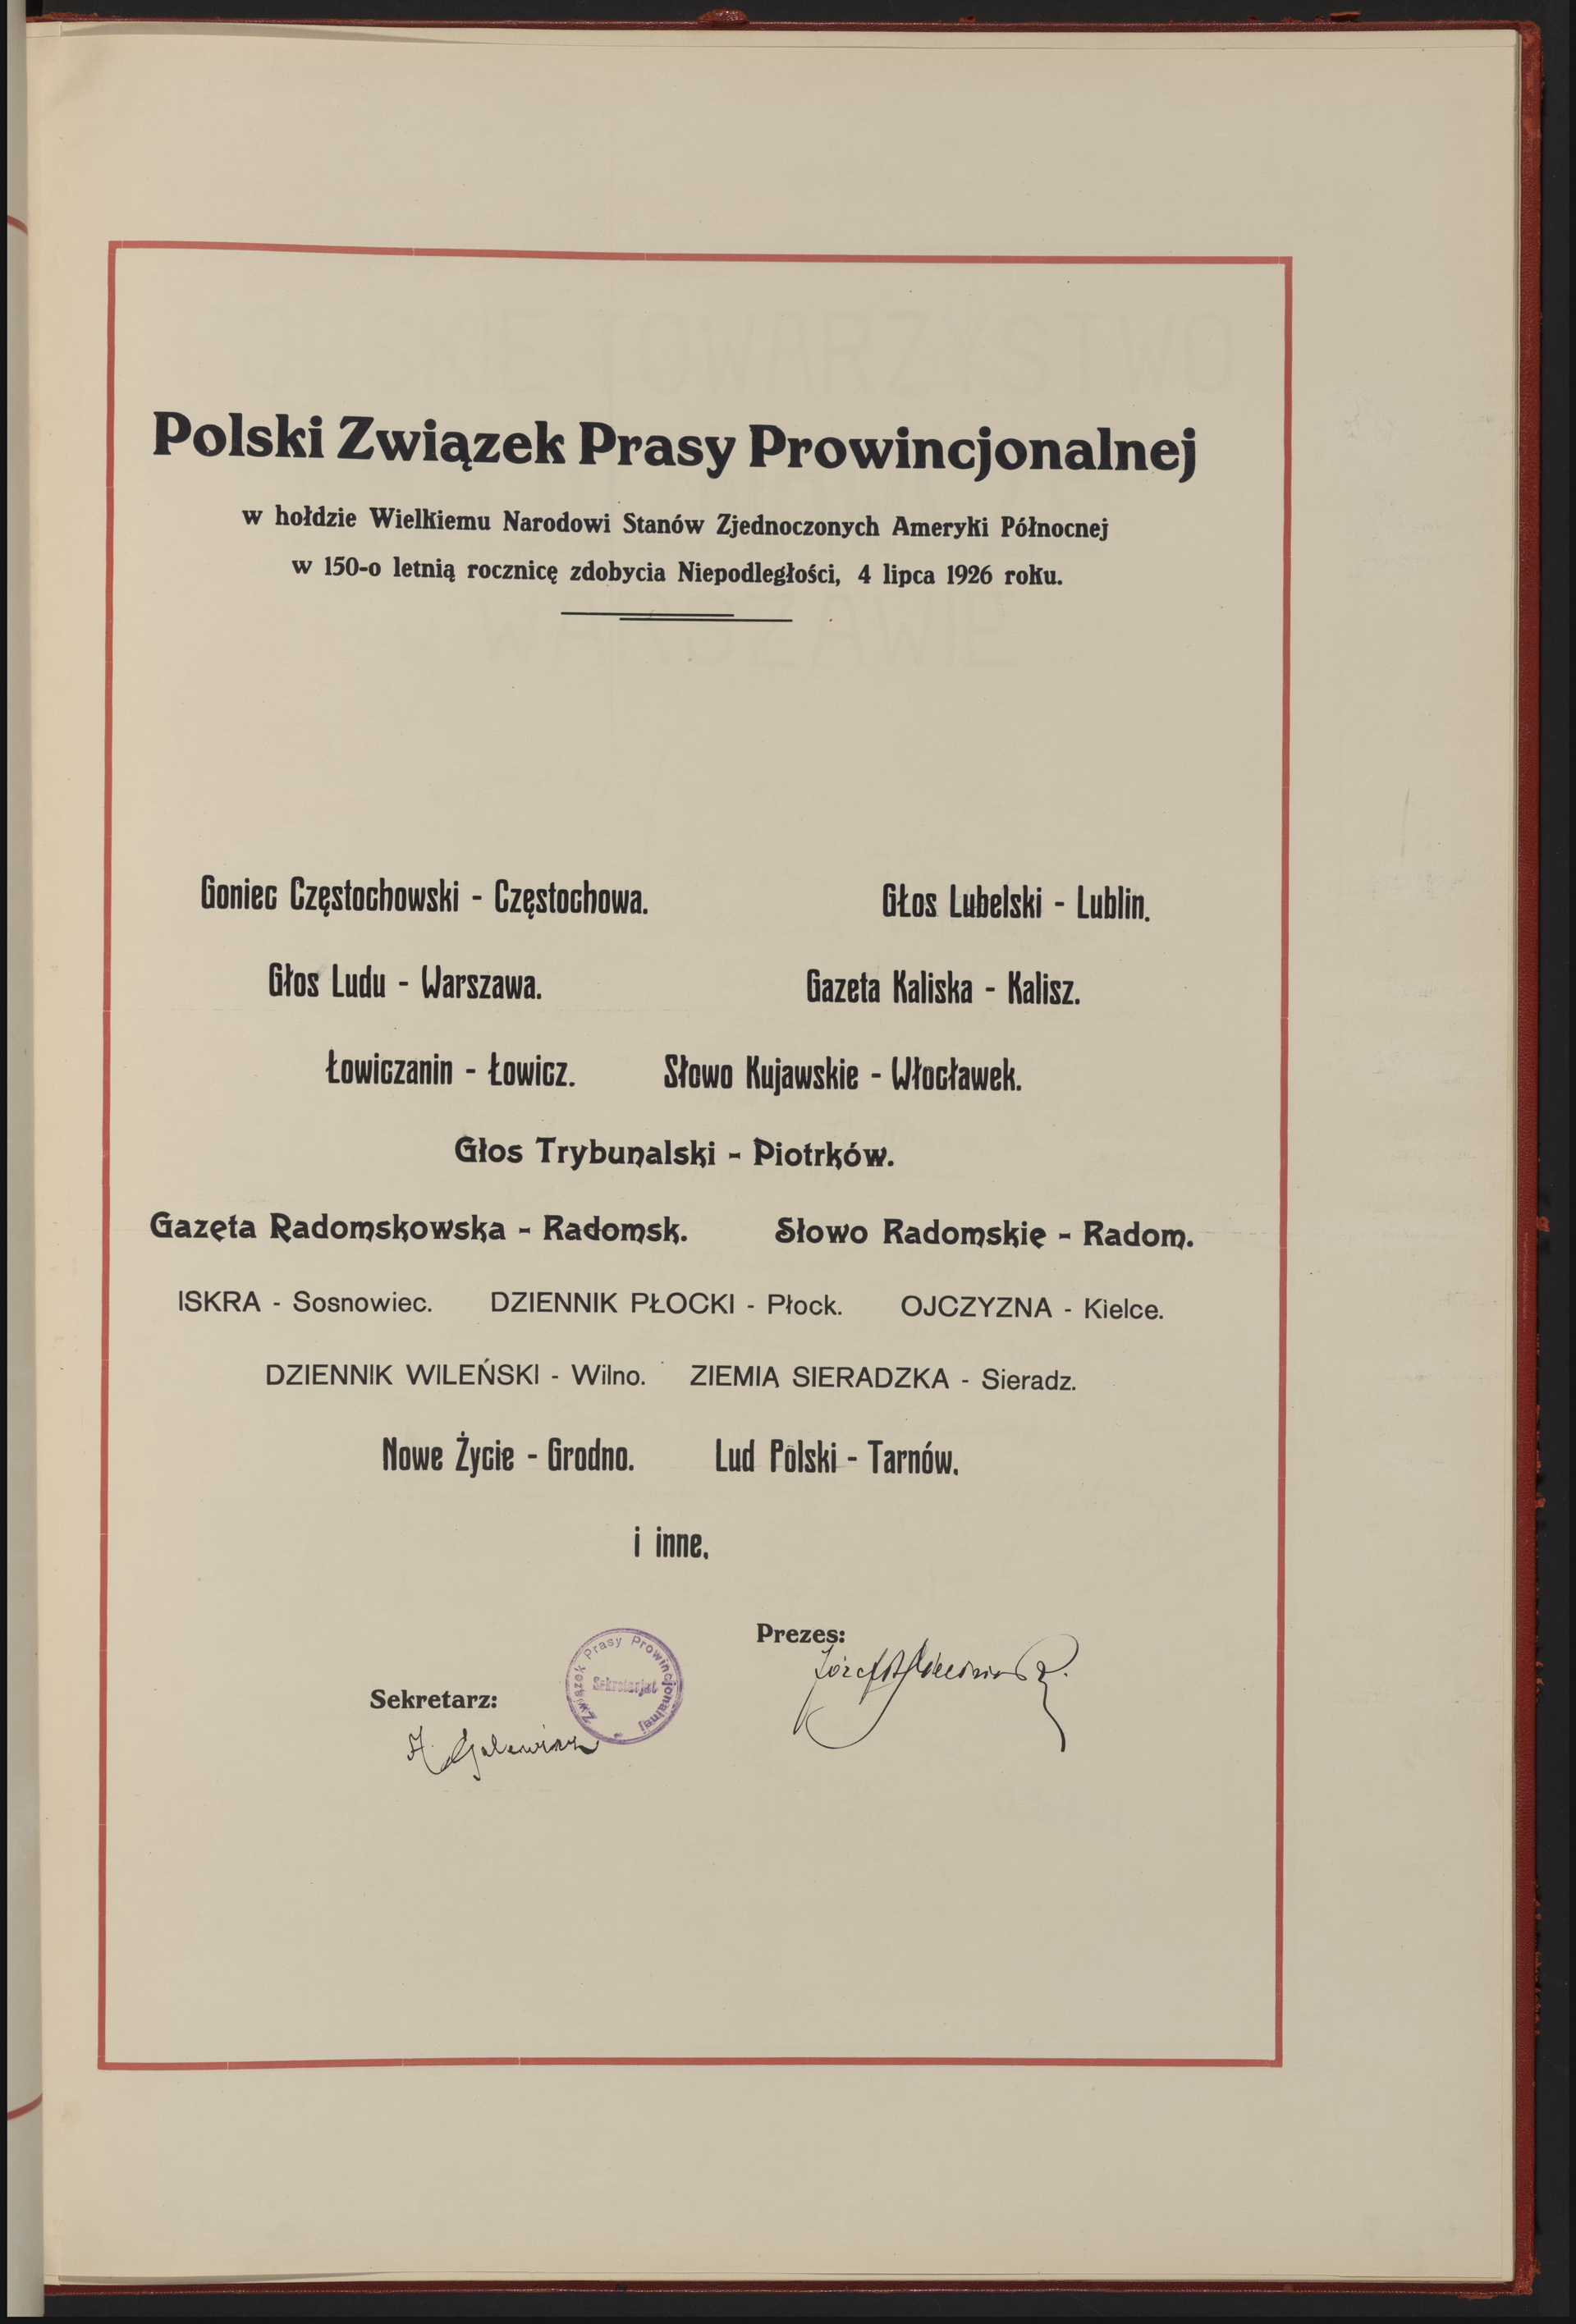 Polski Związek Prasy Prowincjonalnej
w hołdzie Wielkiemu Narodowi Stanów Zjednoczonych Ameryki Północnej
w 150-o letnią rocznicę zdobycia Niepodległości, 4 lipca 1926 roku.
Goniec Częstochowski - Częstochowa. Głos Lubelski - Lublin.
Głos Ludu - Warszawa. Gazeta Kaliska - Kalisz.
Łowiczanin - Łowicz. Słowo Kujawskie - Włocławek.
Głos Trybunalski - Piotrków.
Gazeta Radomskowska - Radomsk. Słowo Radomskie - Radom.
ISKRA - Sosnowiec. DZIENNIK PŁOCKI - Płock. OJCZYZNA - Kielce.
DZIENNIK WILEŃSKI - Wilno. ZIEMIA SIERADZKA - Sieradz.
Nowe Życie - Grodno. Lud Polski - Tarnów.
i inne.
Prezes:
Sekretarz:
Związek Prasy Prowincjonalnej
Sekretarjat